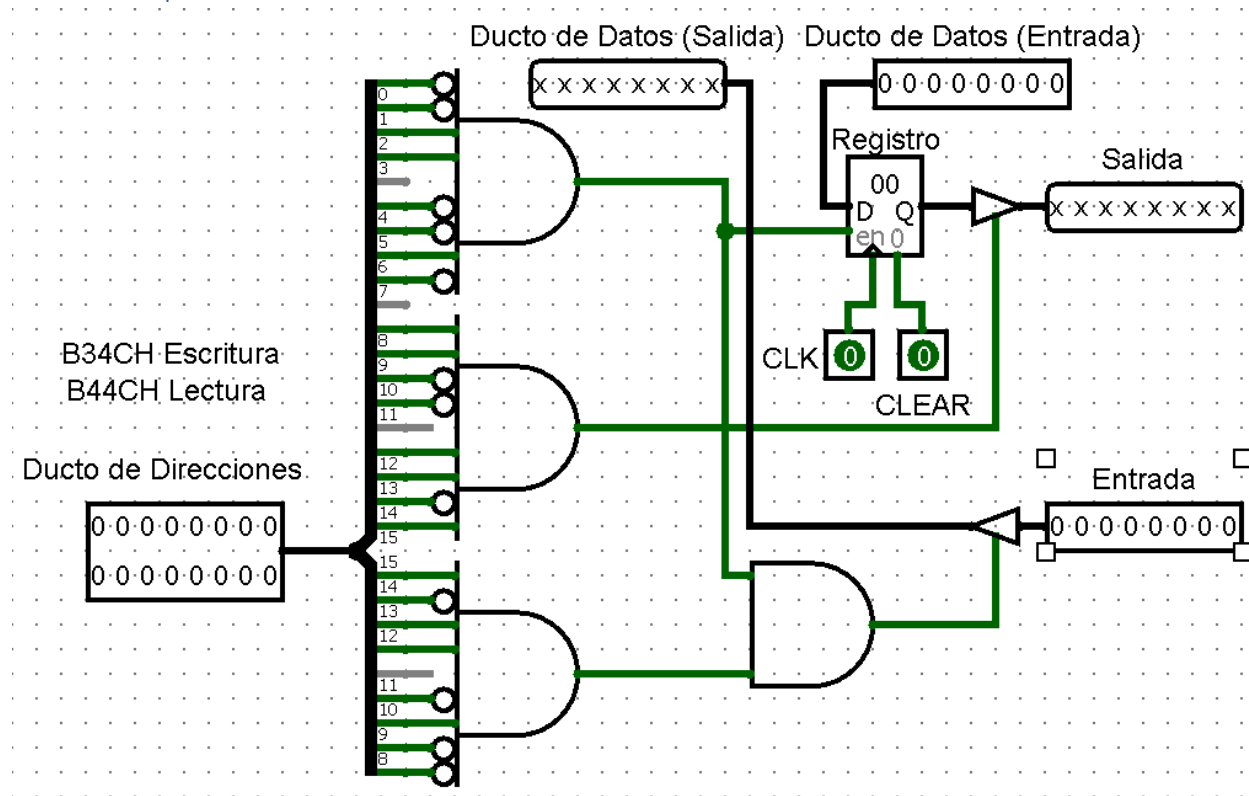 Ducto de Datos (Salida)
Ducto de Datos (Entrada)
x x x x x x x x
0 0 0 0 0 0 0 0
0
1
2
3
4
5
6
7
8
9
10
11
12
13
14
15
15
14
13
12
11
10
9
8
Registro
00
D Q
en 0
Salida
x x x x x x x x
CLK
0
0
CLEAR
B34CH Escritura
B44CH Lectura
Ducto de Direcciones
0 0 0 0 0 0 0 0
0 0 0 0 0 0 0 0
Entrada
0 0 0 0 0 0 0 0